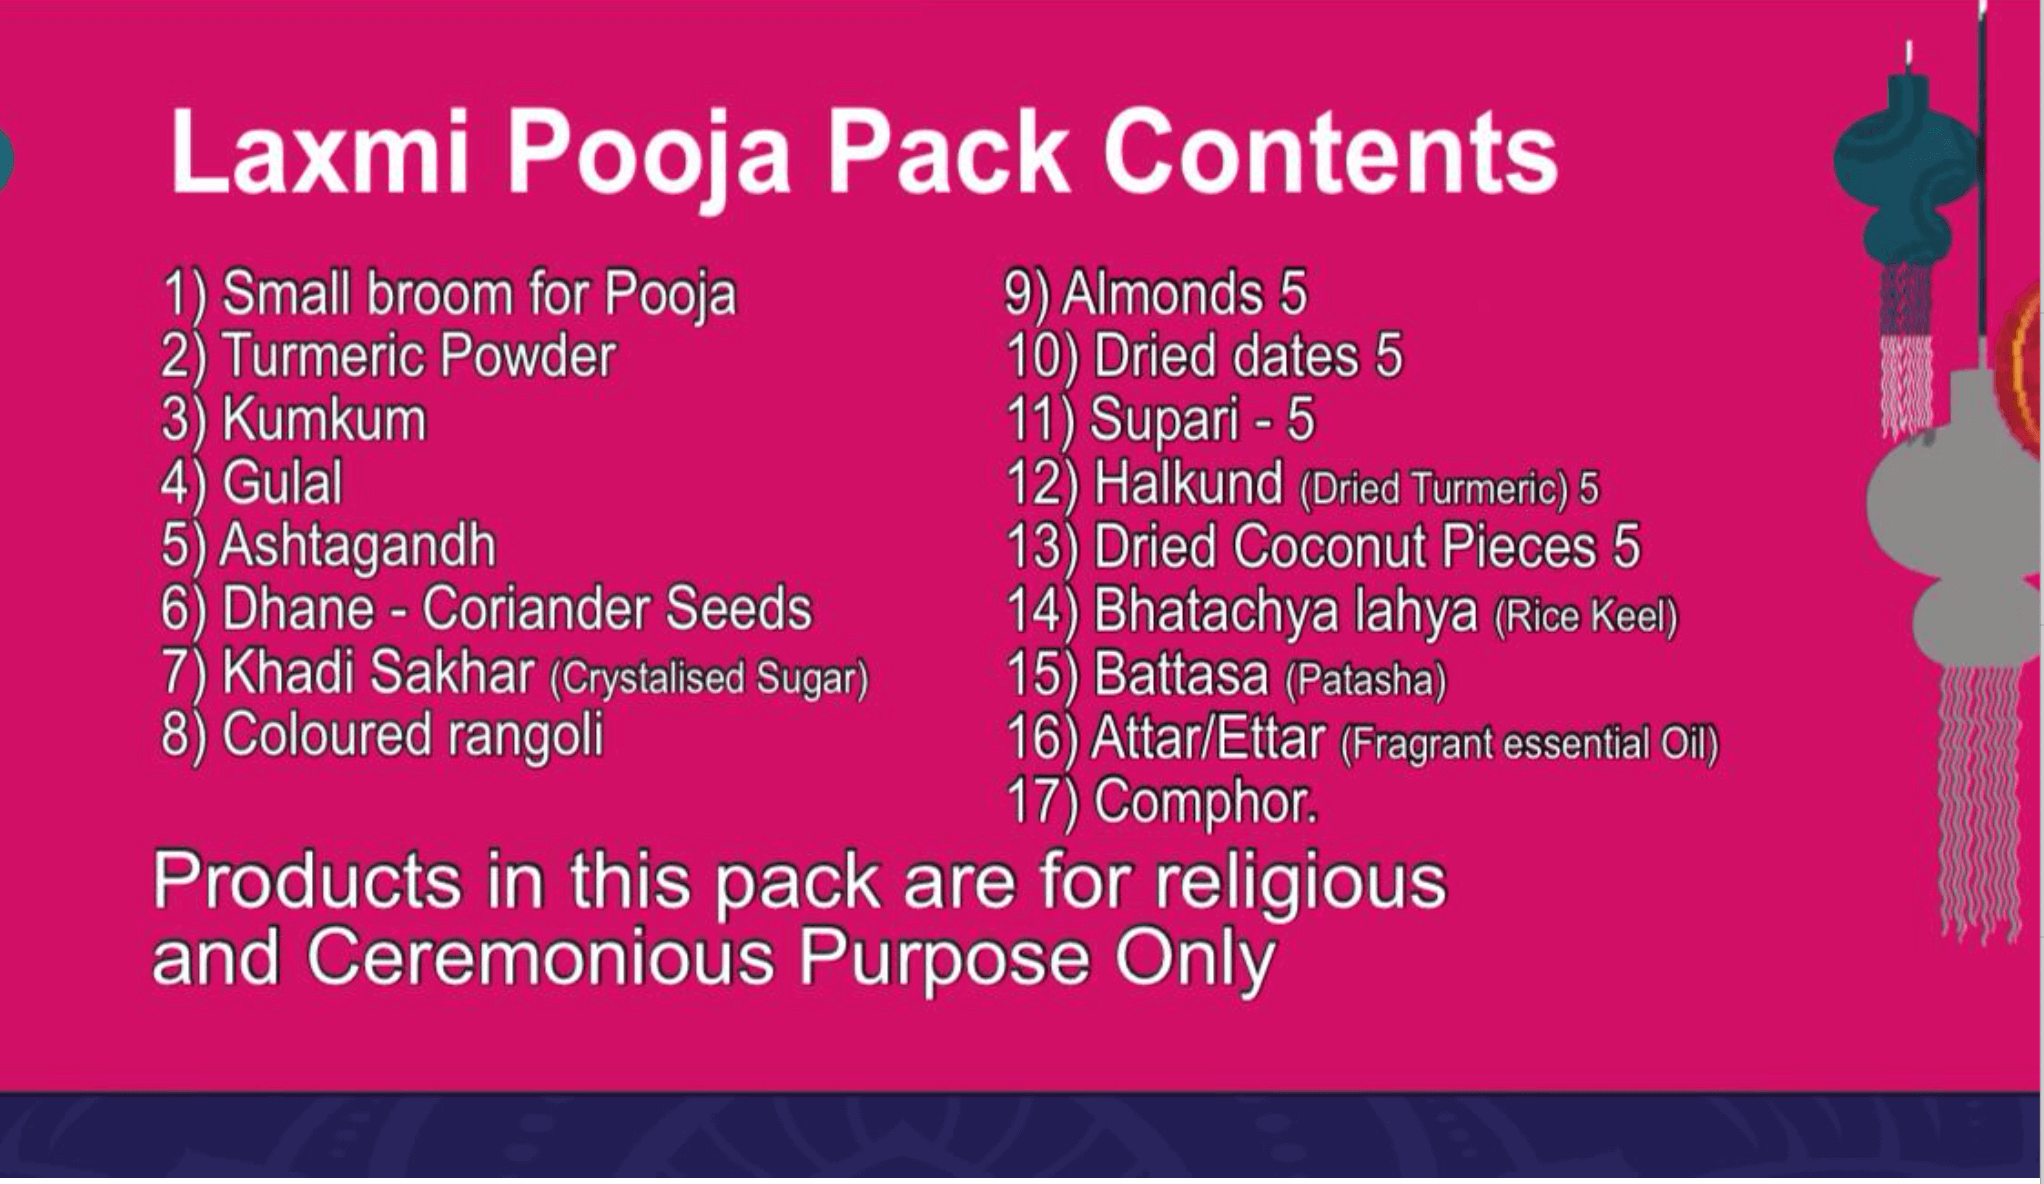 Laxmi Pooja Pack Contents
1) Small broom for Pooja
2) Turmeric Powder
3) Kumkum
4) Gulal
5) Ashtagandh
6) Dhane - Coriander Seeds
7) Khadi Sakhar (Crystalised Sugar)
8) Coloured rangoli
9) Almonds 5
10) Dried dates 5
11) Supari - 5
12) Halkund (Dried Turmeric) 5
13) Dried Coconut Pieces 5
14) Bhatachya lahya (Rice Keel)
15) Battasa (Patasha)
16) Attar/Ettar (Fragrant essential Oil)
17) Comphor.
Products in this pack are for religious
and Ceremonious Purpose Only